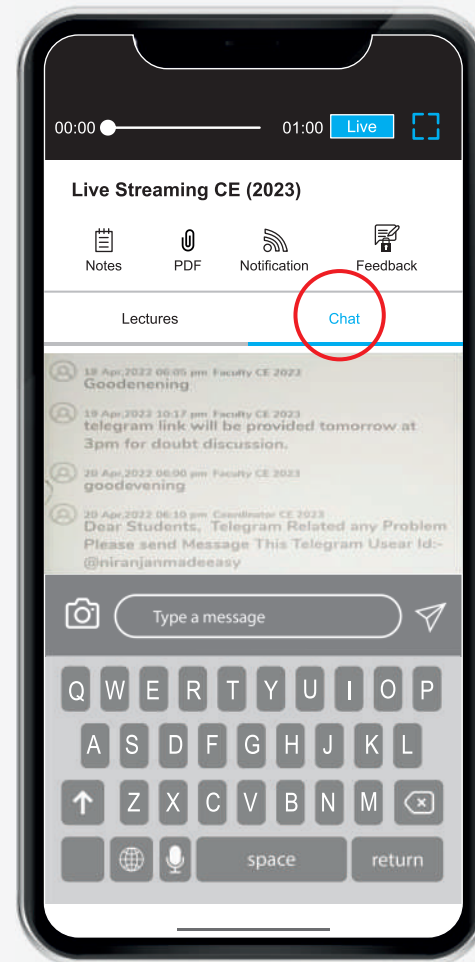 00:00 01:00 Live
Live Streaming CE (2023)
Notes PDF Notification Feedback
Lectures Chat
18 Apr,2022 06:05 pm Faculty CE 2023
Goodenening
19 Apr,2022 10:17 pm Faculty CE 2023
telegram link will be provided tomorrow at
3pm for doubt discussion.
20 Apr,2022 06:00 pm Faculty CE 2023
goodevening
20 Apr,2022 06:10 pm Coordinator CE 2023
Dear Students, Telegram Related any Problem
Please send Message This Telegram Usear Id:-
@niranjanmadeeasy
Type a message
Q W E R T Y U I O P
A S D F G H J K L
Z X C V B N M
space return